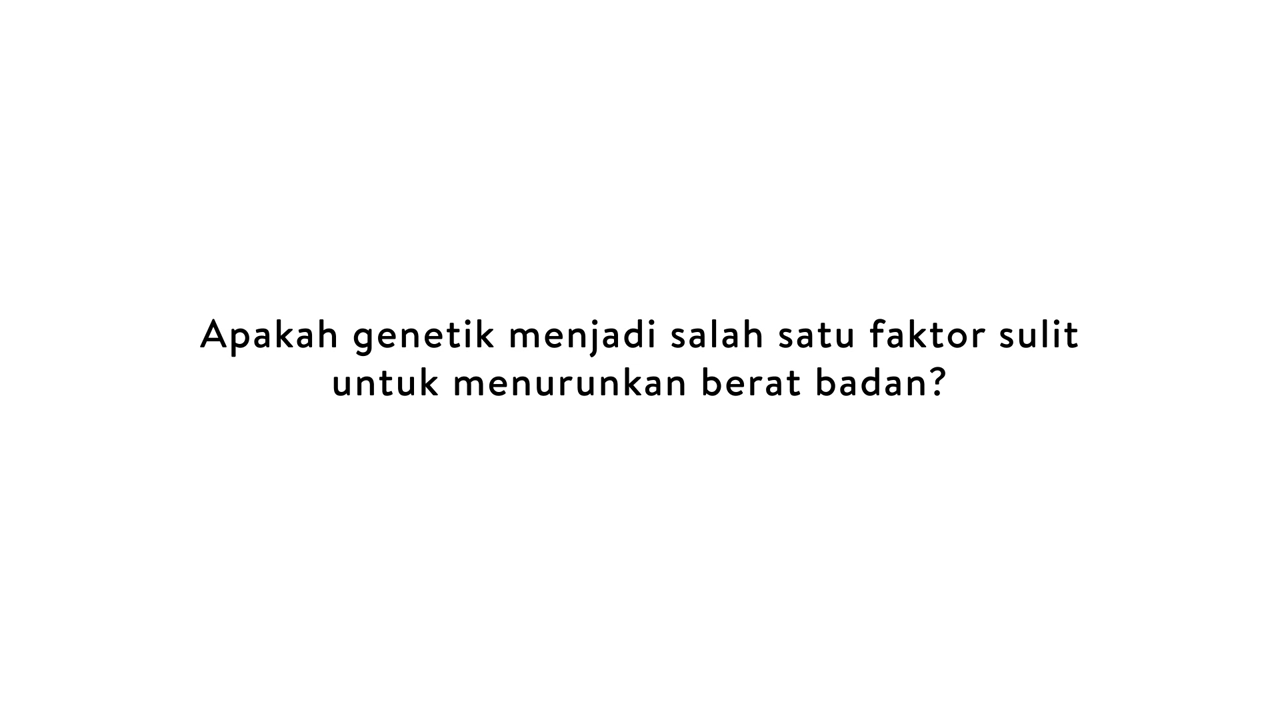 Apakah genetik menjadi salah satu faktor sulit
untuk menurunkan berat badan?